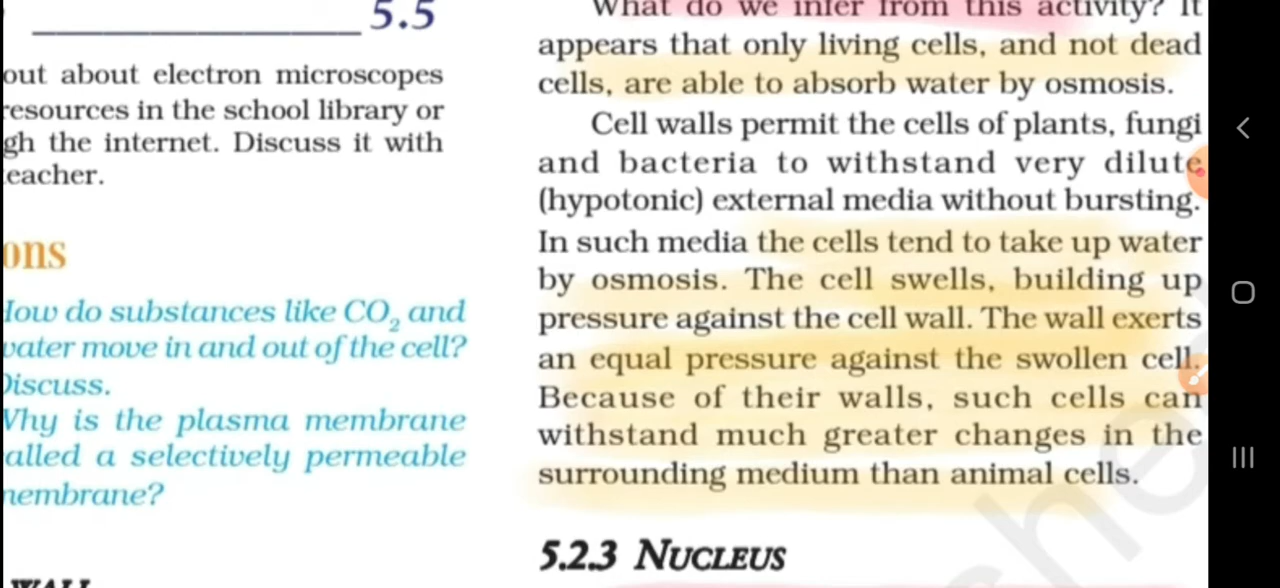 5.5
out about electron microscopes
resources in the school library or
gh the internet. Discuss it with
eacher.
ons
How do substances like CO₂ and
water move in and out of the cell?
Discuss.
Why is the plasma membrane
alled a selectively permeable
membrane?
WALL
What do we infer from this activity? It
appears that only living cells, and not dead
cells, are able to absorb water by osmosis.
Cell walls permit the cells of plants, fungi
and bacteria to withstand very dilute
(hypotonic) external media without bursting.
In such media the cells tend to take up water
by osmosis. The cell swells, building up
pressure against the cell wall. The wall exerts
an equal pressure against the swollen cell.
Because of their walls, such cells can
withstand much greater changes in the
surrounding medium than animal cells.
5.2.3 NUCLEUS